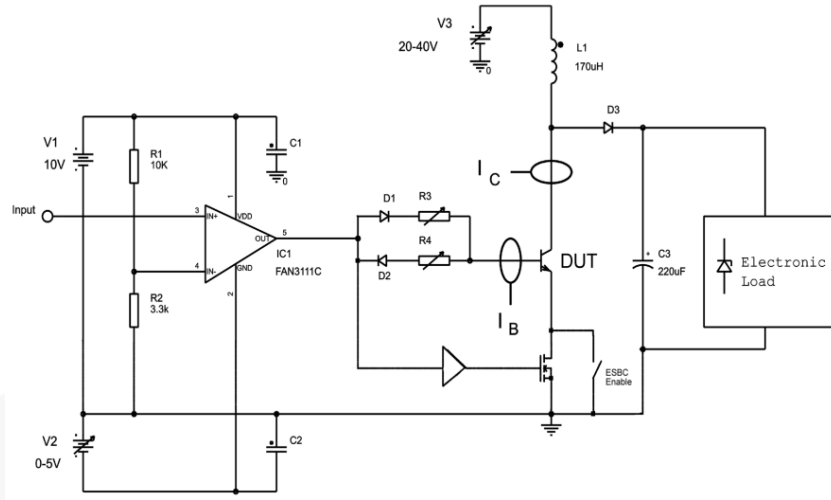 V3
20-40V
0
L1
170uH
D3
V1
10V
R1
10K
C1
0
I C
D1
R3
Input
3
IN+
1
VDD
OUT
5
IC1
FAN3111C
4
IN-
GND
2
R4
D2
DUT
I B
R2
3.3k
C3
220uF
+
Electronic
Load
ESBC
Enable
V2
0-5V
C2